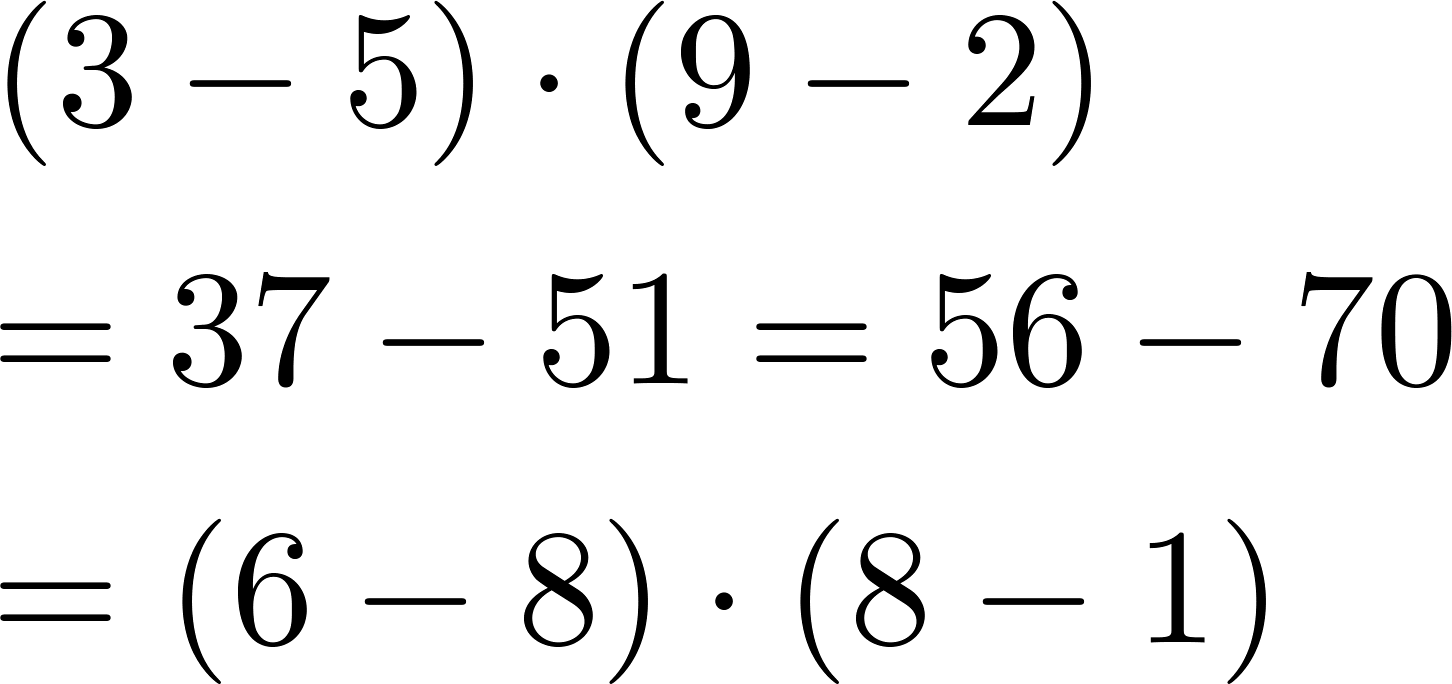 (3 − 5) · (9 − 2)
= 37 − 51 = 56 − 70
= (6 − 8) · (8 − 1)